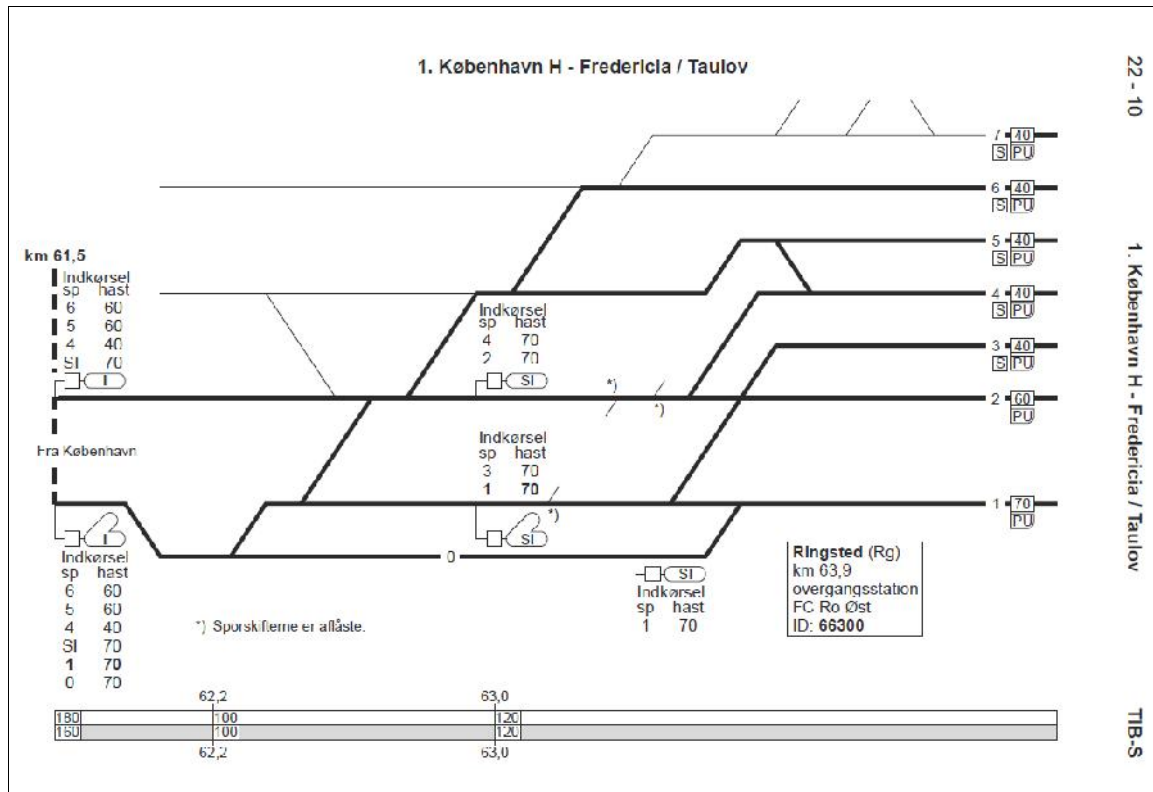 1. København H - Fredericia / Taulov
22 - 10
1. København H - Fredericia / Taulov
TIB-S
7 40
S PU
6 40
S PU
5 40
S PU
4 40
S PU
3 40
S PU
2 60
PU
1 70
PU
km 61,5
Indkørsel
sp hast
6 60
5 60
4 40
SI 70
I
Fra København
I
Indkørsel
sp hast
6 60
5 60
4 40
SI 70
1 70
0 70
Indkørsel
sp hast
4 70
2 70
SI
*)
*)
Indkørsel
sp hast
3 70
1 70
*)
SI
0
SI
Indkørsel
sp hast
1 70
*) Sporskifterne er aflåste.
Ringsted (Rg)
km 63,9
overgangsstation
FC Ro Øst
ID: 66300
62,2 63,0
180 100 120
160 100 120
62,2 63,0